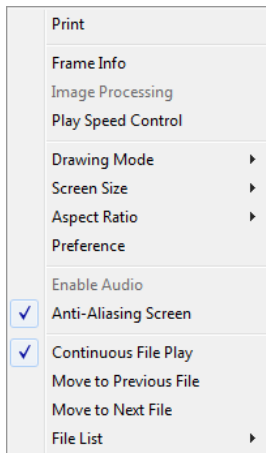 Print
Frame Info
Image Processing
Play Speed Control
Drawing Mode
Screen Size
Aspect Ratio
Preference
Enable Audio
Anti-Aliasing Screen
Continuous File Play
Move to Previous File
Move to Next File
File List